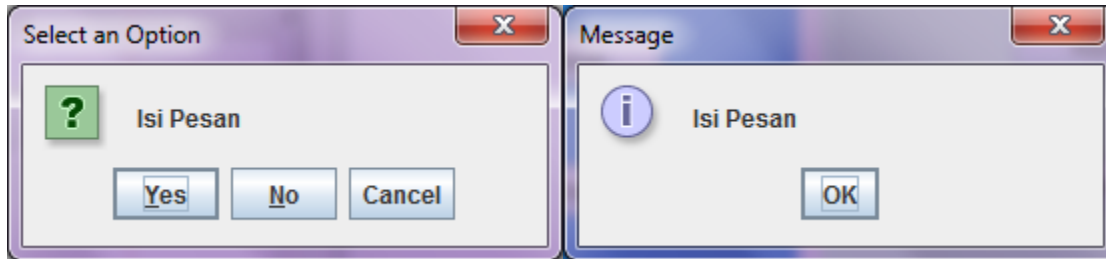 Select an Option
x
?
Isi Pesan
Yes No Cancel
Message
x
i
Isi Pesan
OK